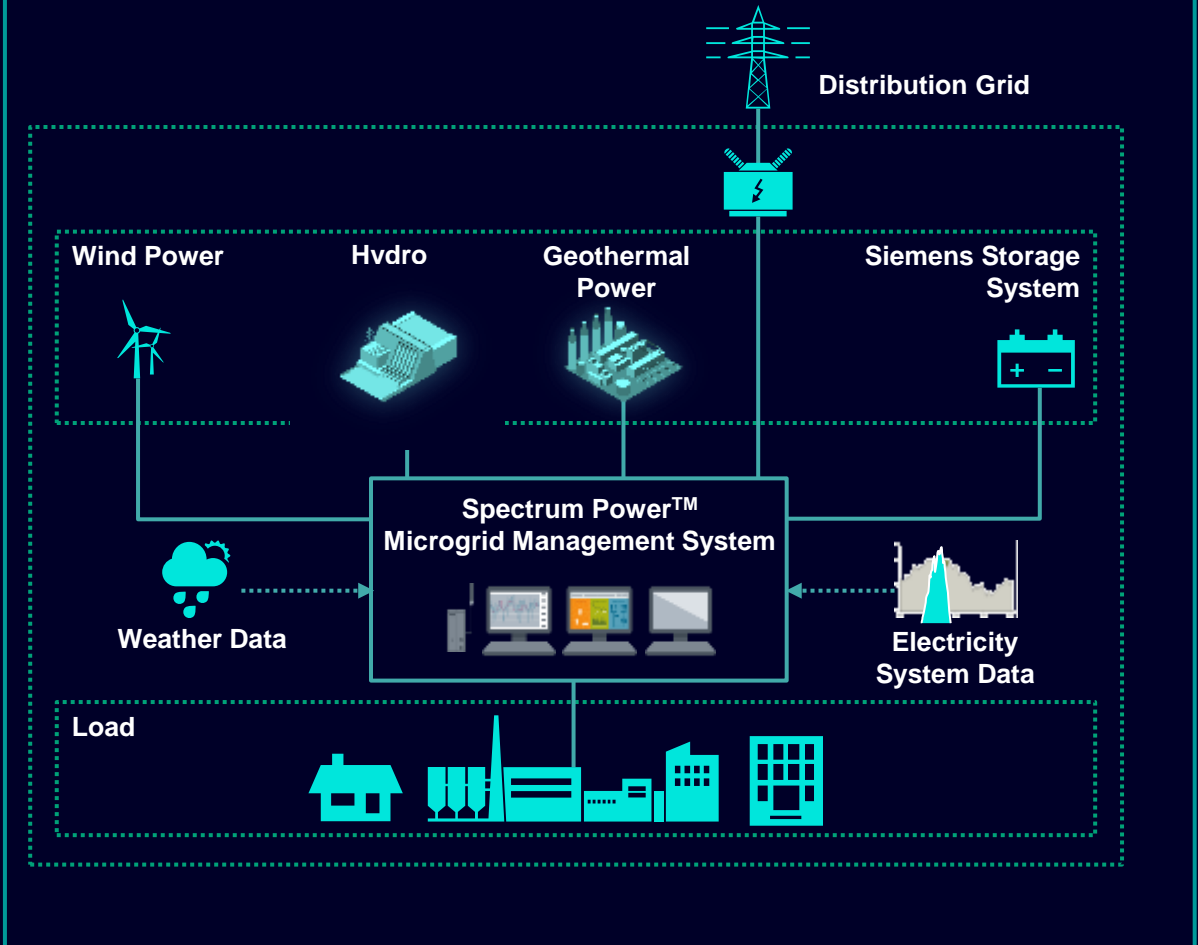 Distribution Grid
Wind Power
Hvdro
Geothermal
Power
Siemens Storage
System
Spectrum Power™
Microgrid Management System
Weather Data
Electricity
System Data
Load